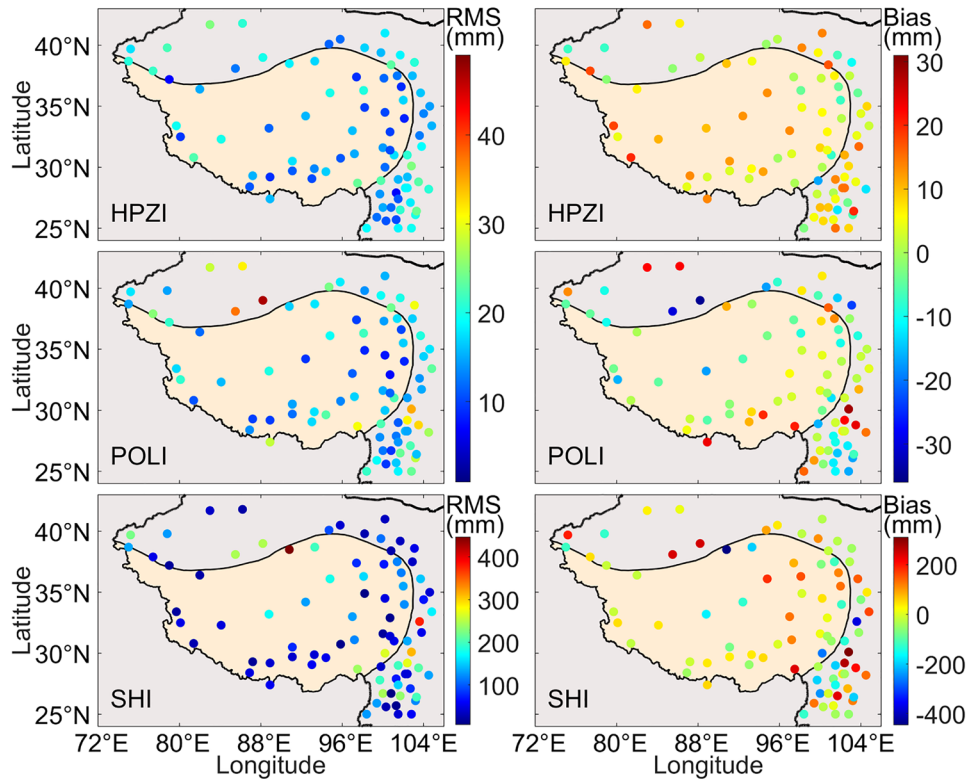 RMS
(mm)
Bias
(mm)
40°N
35°N
30°N
25°N
Latitude
HPZI
40
30
20
10
HPZI
30
20
10
0
-10
-20
-30
40°N
35°N
30°N
25°N
Latitude
POLI
POLI
RMS
(mm)
Bias
(mm)
40°N
35°N
30°N
25°N
Latitude
SHI
400
300
200
100
SHI
200
0
-200
-400
72°E 80°E 88°E 96°E 104°E
72°E 80°E 88°E 96°E 104°E
Longitude
Longitude